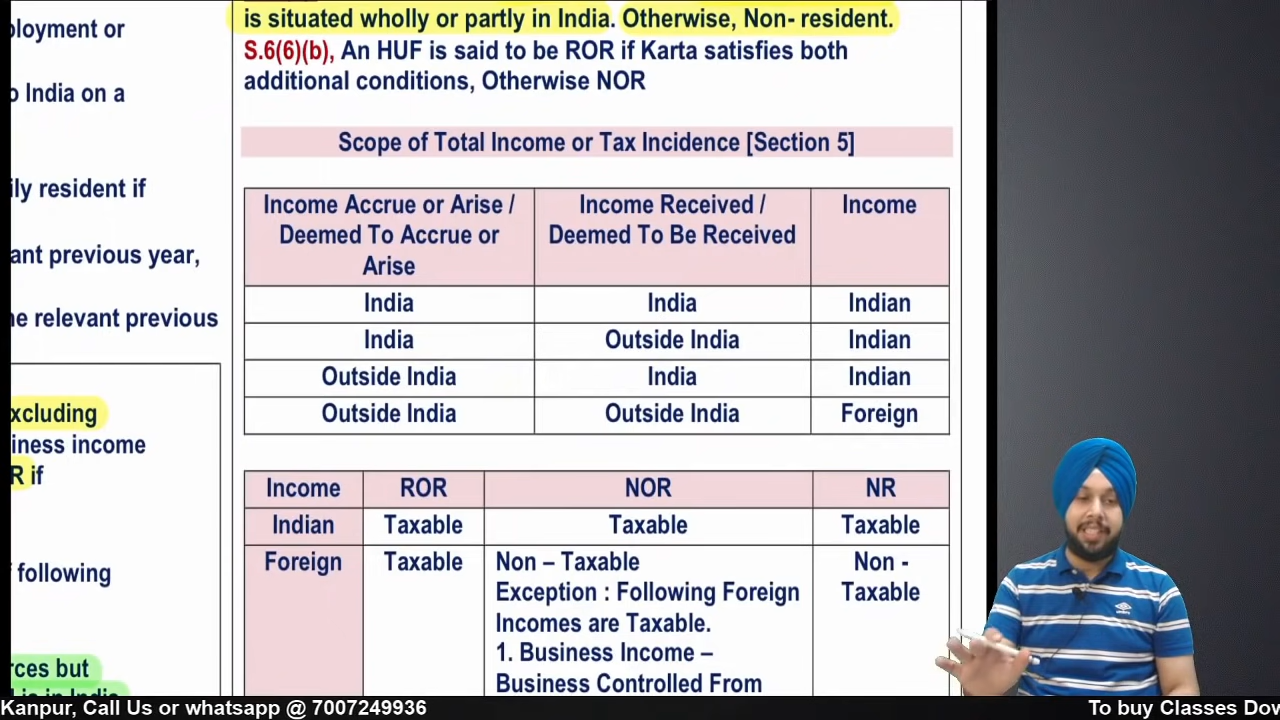 ployment or
o India on a
ily resident if
ant previous year,
he relevant previous
xcluding
iness income
R if
following
rces but
is situated wholly or partly in India. Otherwise, Non- resident.
S.6(6)(b), An HUF is said to be ROR if Karta satisfies both
additional conditions, Otherwise NOR
Scope of Total Income or Tax Incidence [Section 5]
Income Accrue or Arise /
Deemed To Accrue or
Arise
Income Received /
Deemed To Be Received
Income
India India Indian
India Outside India Indian
Outside India India Indian
Outside India Outside India Foreign
Income ROR NOR NR
Indian Taxable Taxable Taxable
Foreign Taxable
Non – Taxable
Exception : Following Foreign
Incomes are Taxable.
1. Business Income –
Business Controlled From
Non -
Taxable
Kanpur, Call Us or whatsapp @ 7007249936
To buy Classes Dow